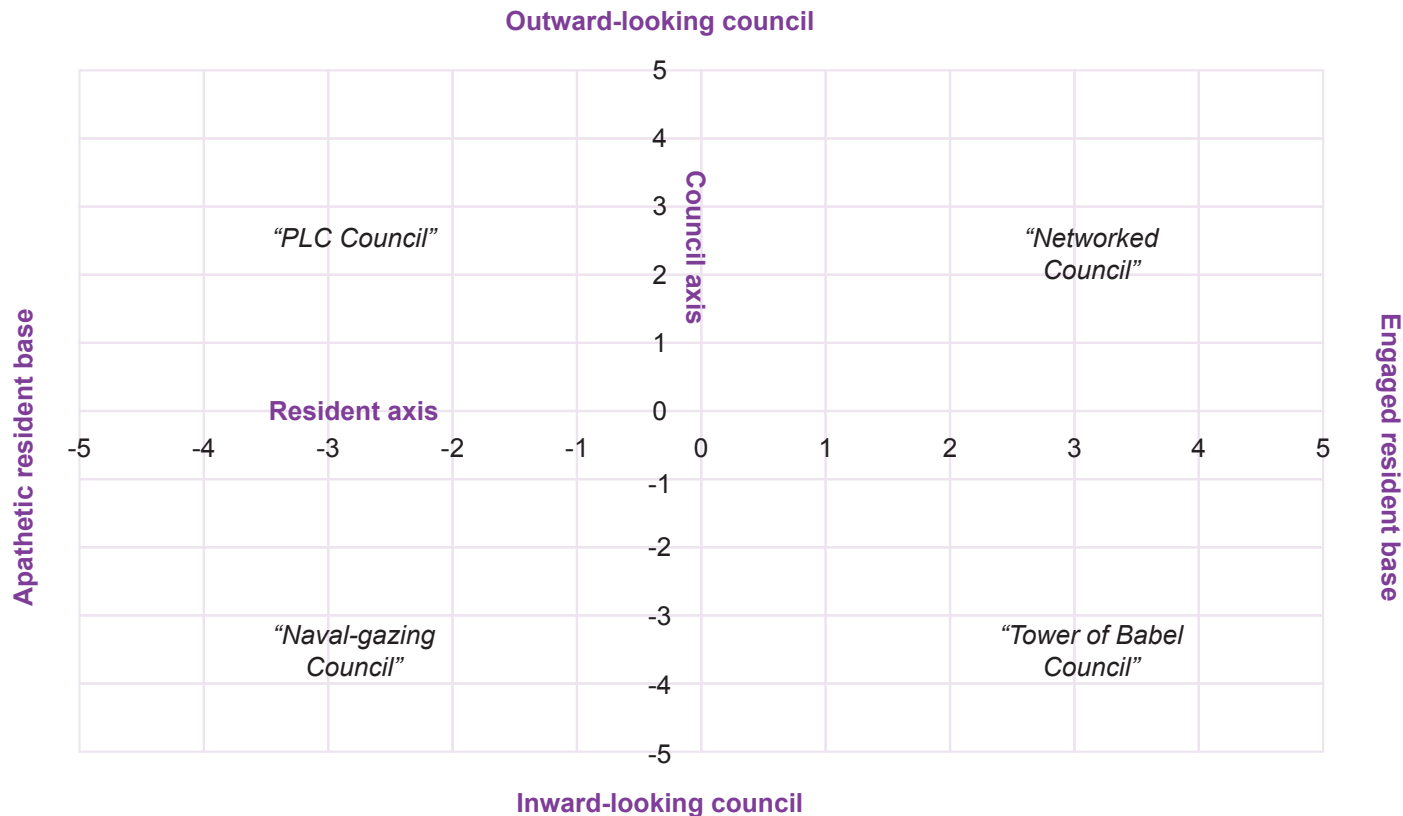 Outward-looking council
5
4
3
2
1
0
-1
-2
-3
-4
-5
Council axis
“PLC Council”
“Networked
Council”
Apathetic resident base
Resident axis
Engaged resident base
-5 -4 -3 -2 -1 0 1 2 3 4 5
“Naval-gazing
Council”
“Tower of Babel
Council”
Inward-looking council